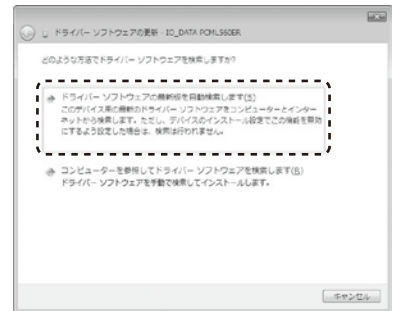 ドライバー ソフトウェアの更新 - IO_DATA PCMLS60ER
どのような方法でドライバー ソフトウェアを検索しますか?
ドライバー ソフトウェアの最新版を自動検索します(S)
このデバイス用の最新のドライバー ソフトウェアをコンピューターとインター
ネットから検索します。ただし、デバイスのインストール設定でこの機能を無効
にするよう設定した場合は、検索は行われません。
コンピューターを参照してドライバー ソフトウェアを検索します(R)
ドライバー ソフトウェアを手動で検索してインストールします。
キャンセル